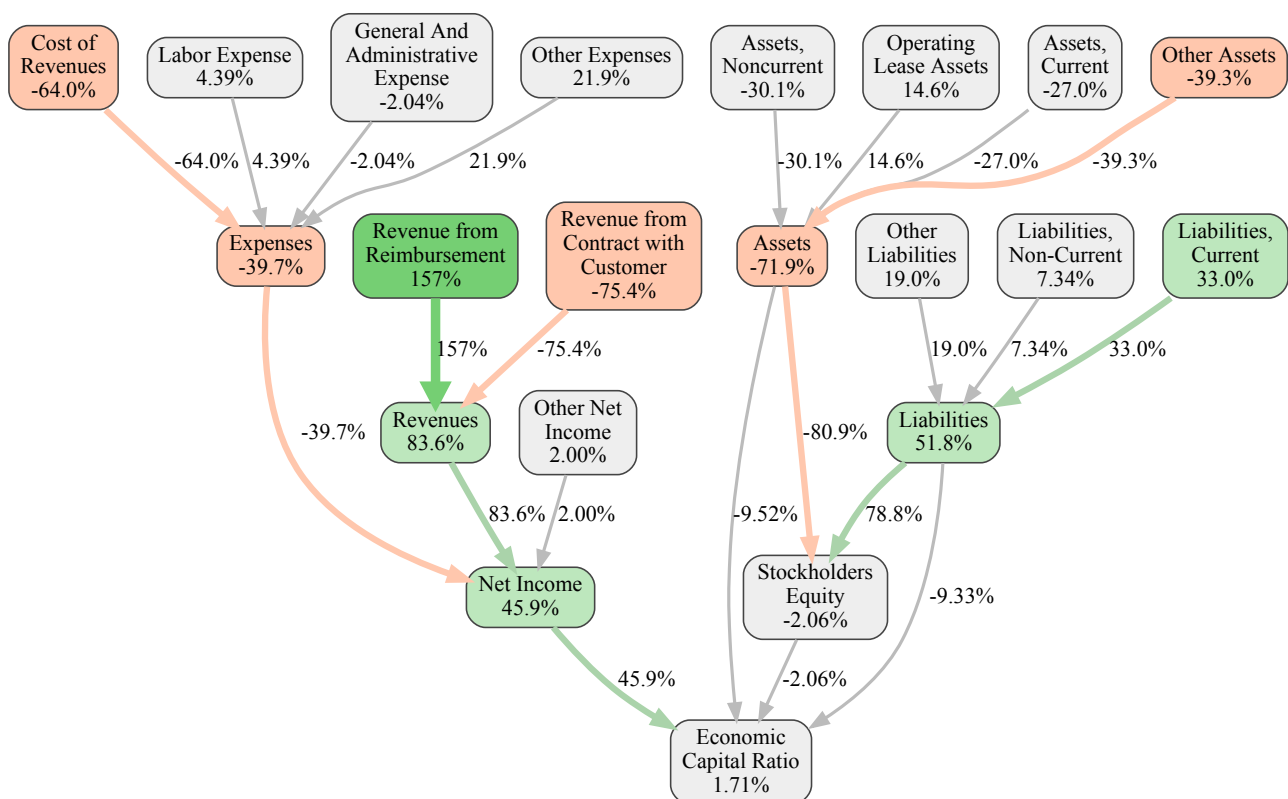 Cost of
Revenues
-64.0%
Labor Expense
4.39%
General And
Administrative
Expense
-2.04%
Other Expenses
21.9%
Assets,
Noncurrent
-30.1%
Operating
Lease Assets
14.6%
Assets,
Current
-27.0%
Other Assets
-39.3%
-64.0%
4.39%
-2.04%
21.9%
-30.1%
14.6%
-27.0%
-39.3%
Expenses
-39.7%
Revenue from
Reimbursement
157%
Revenue from
Contract with
Customer
-75.4%
Assets
-71.9%
Other
Liabilities
19.0%
Liabilities,
Non-Current
7.34%
Liabilities,
Current
33.0%
157%
-75.4%
19.0%
7.34%
33.0%
-39.7%
Revenues
83.6%
Other Net
Income
2.00%
-80.9%
Liabilities
51.8%
83.6%
2.00%
-9.52%
78.8%
Net Income
45.9%
Stockholders
Equity
-2.06%
-9.33%
45.9%
-2.06%
Economic
Capital Ratio
1.71%